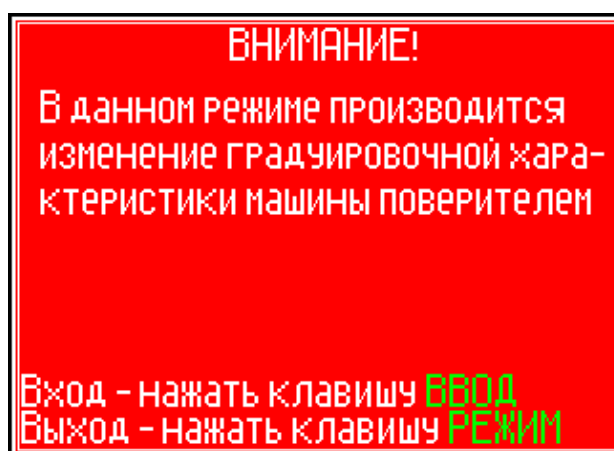 ВНИМАНИЕ!
В данном режиме производится
изменение градуировочной хара-
ктеристики машины поверителем
Вход - нажать клавишу ВВОД
Выход - нажать клавишу РЕЖИМ